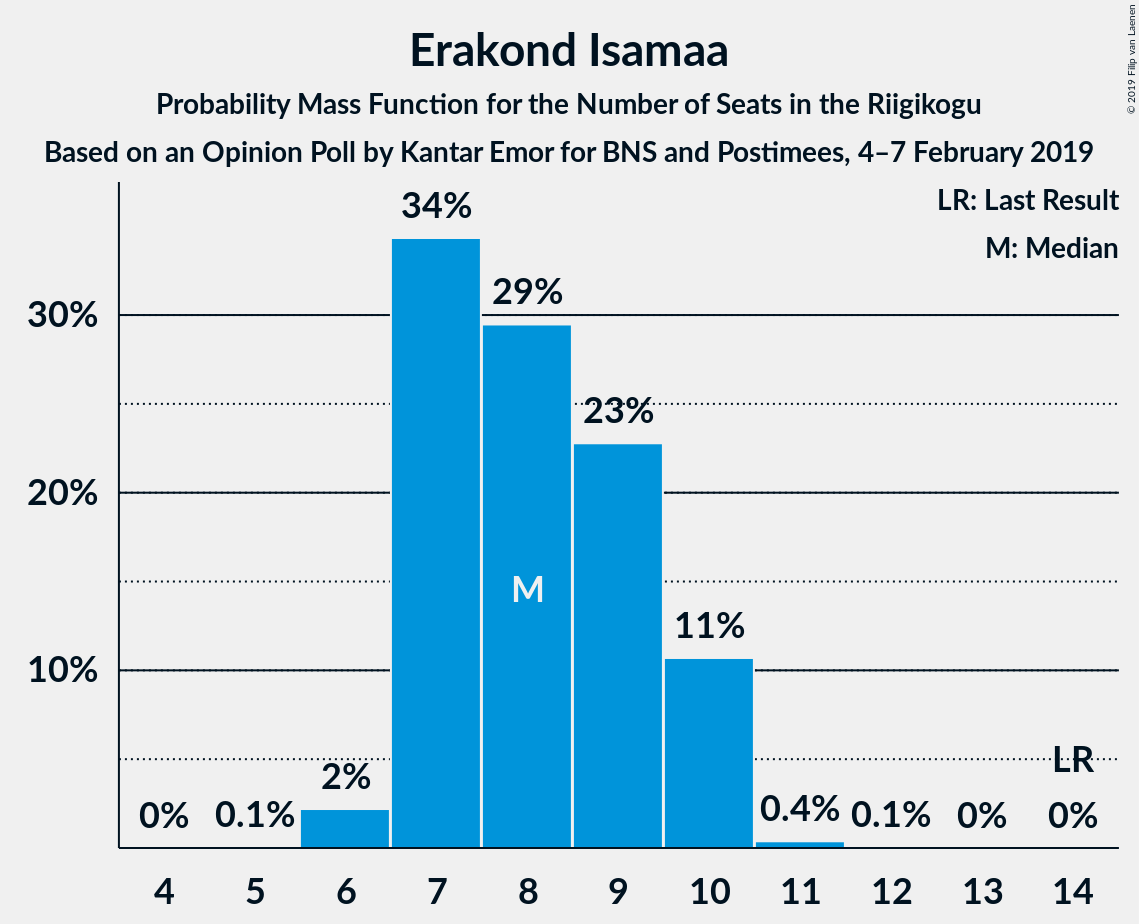 Erakond Isamaa
Probability Mass Function for the Number of Seats in the Riigikogu
Based on an Opinion Poll by Kantar Emor for BNS and Postimees, 4–7 February 2019
© 2019 Filip van Laenen
LR: Last Result
M: Median
34%
29%
30%
23%
20%
M
11%
10%
LR
2%
0% 0.1% 0.4% 0.1% 0% 0%
4 5 6 7 8 9 10 11 12 13 14